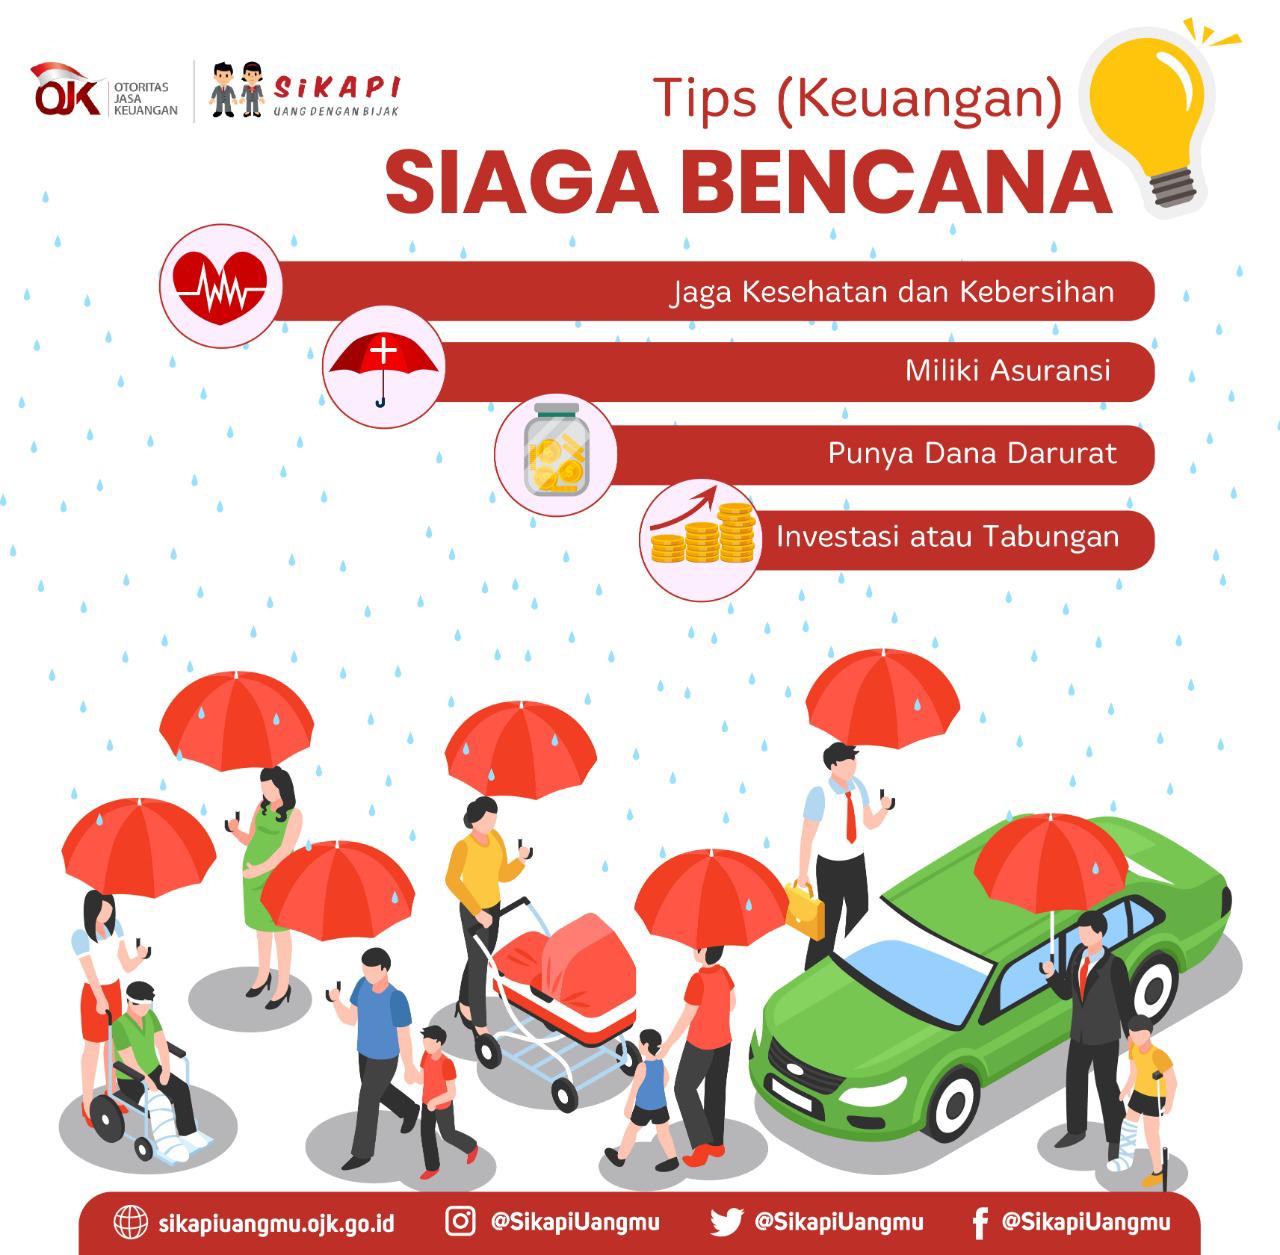 OJK
OTORITAS
JASA
KEUANGAN
SiKAPI
UANG DENGAN BIJAK
Tips (Keuangan)
SIAGA BENCANA
Jaga Kesehatan dan Kebersihan
Miliki Asuransi
Punya Dana Darurat
Investasi atau Tabungan
sikapiuangmu.ojk.go.id
@SikapiUangmu
@SikapiUangmu
@SikapiUangmu